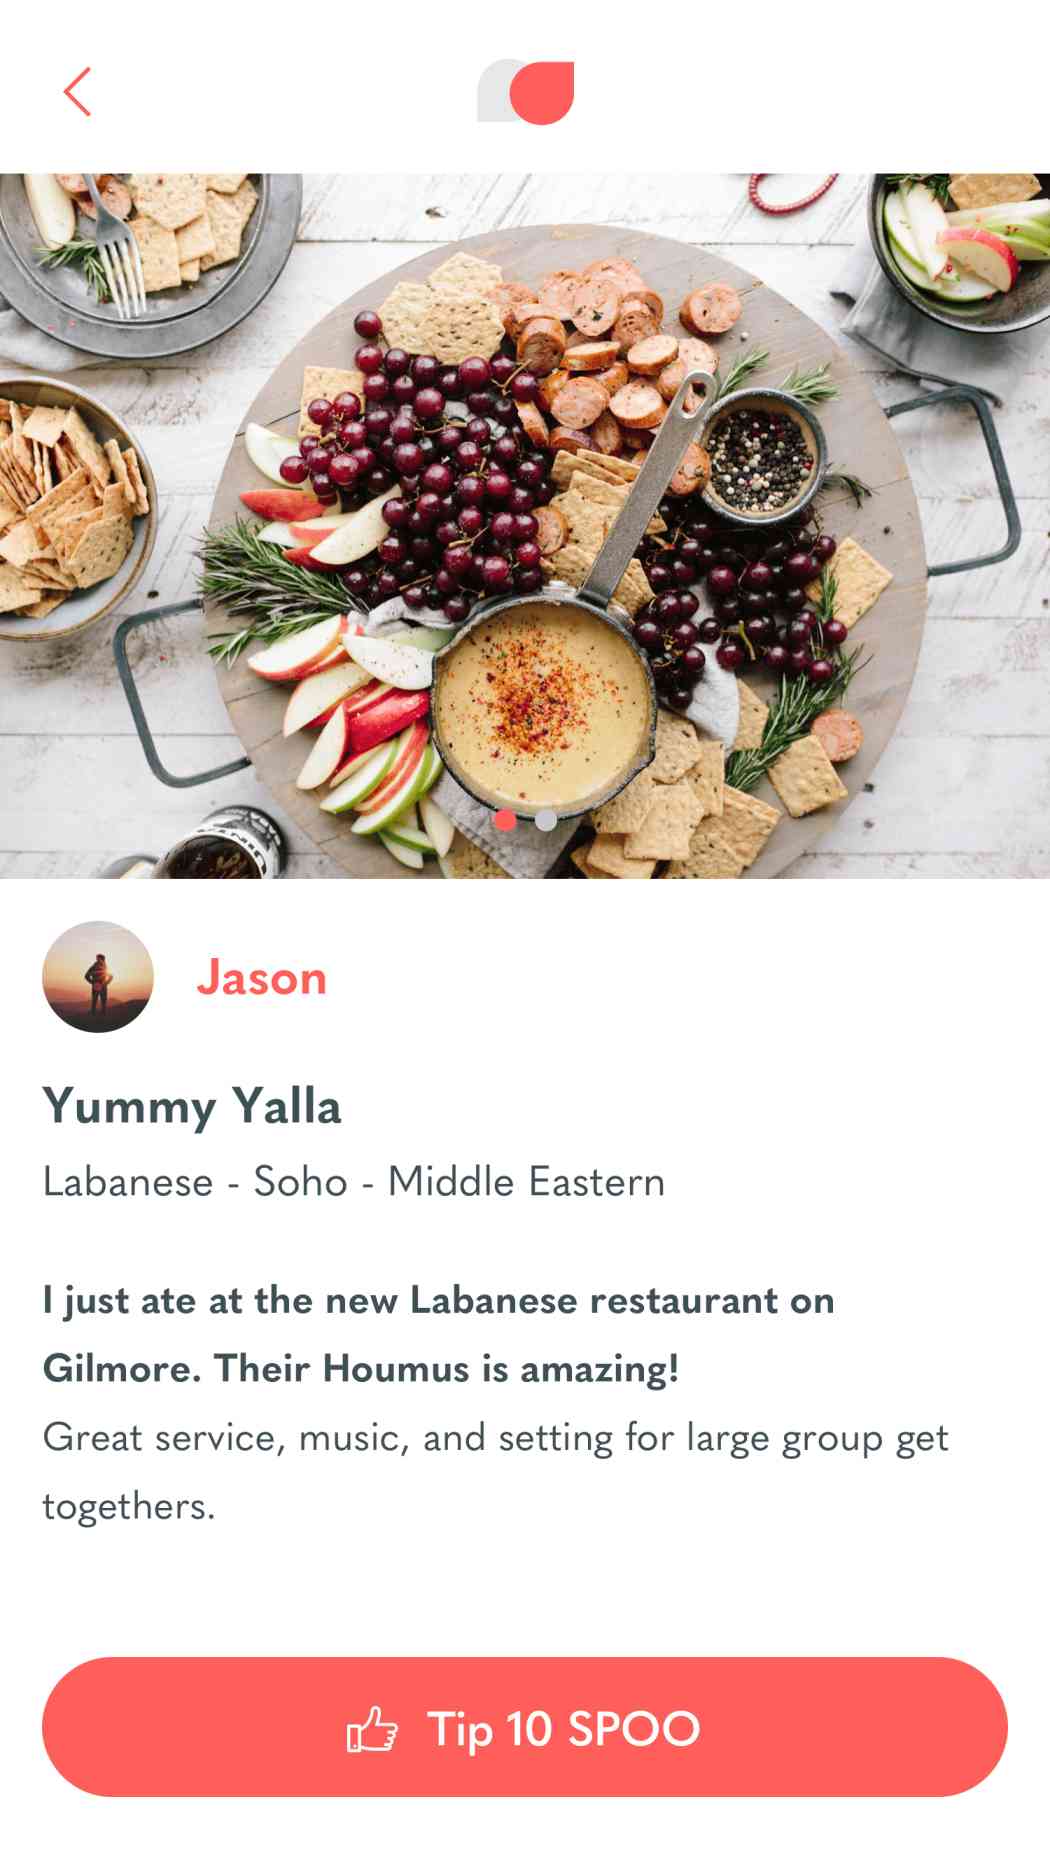 Jason
Yummy Yalla
Labanese - Soho - Middle Eastern
I just ate at the new Labanese restaurant on
Gilmore. Their Houmus is amazing!
Great service, music, and setting for large group get
togethers.
Tip 10 SPOO